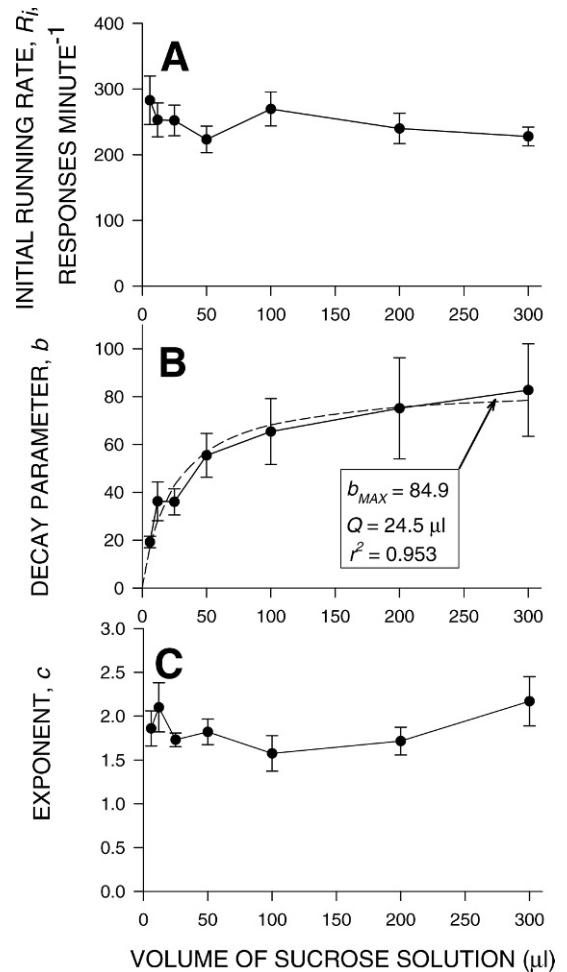 INITIAL RUNNING RATE, Ri,
RESPONSES MINUTE-1
A
400
300
200
100
0
0 50 100 150 200 250 300
DECAY PARAMETER, b
B
100
80
60
40
20
0
bMAX = 84.9
Q = 24.5 μl
r2 = 0.953
0 50 100 150 200 250 300
EXPONENT, c
C
3.0
2.5
2.0
1.5
1.0
0.5
0.0
0 50 100 150 200 250 300
VOLUME OF SUCROSE SOLUTION (μl)